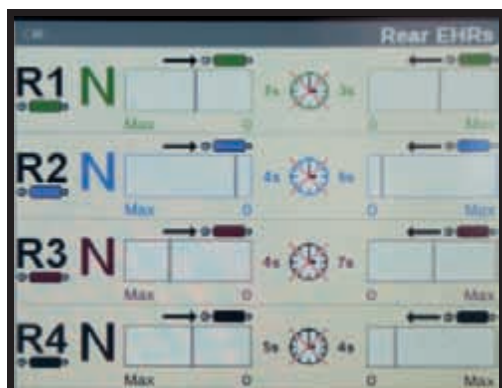 Rear EHRs
R1 N 3s
Max 0 0 Max
R2 N 4s 6s
Max 0 0 Max
R3 N 4s 7s
Max 0 0 Max
R4 N 5s 4s
Max 0 0 Max